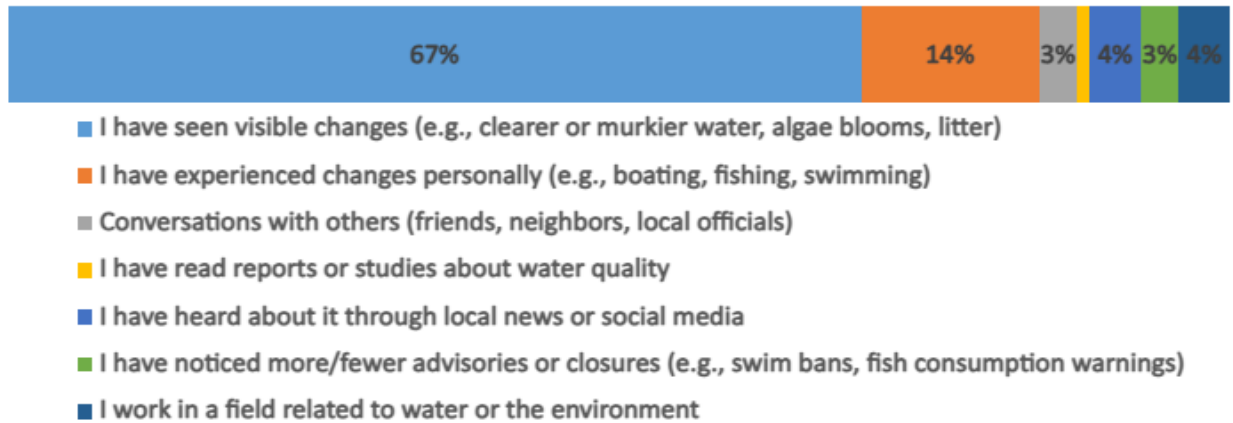 67% 14% 3% 4% 3% 4%
I have seen visible changes (e.g., clearer or murkier water, algae blooms, litter)
I have experienced changes personally (e.g., boating, fishing, swimming)
Conversations with others (friends, neighbors, local officials)
I have read reports or studies about water quality
I have heard about it through local news or social media
I have noticed more/fewer advisories or closures (e.g., swim bans, fish consumption warnings)
I work in a field related to water or the environment